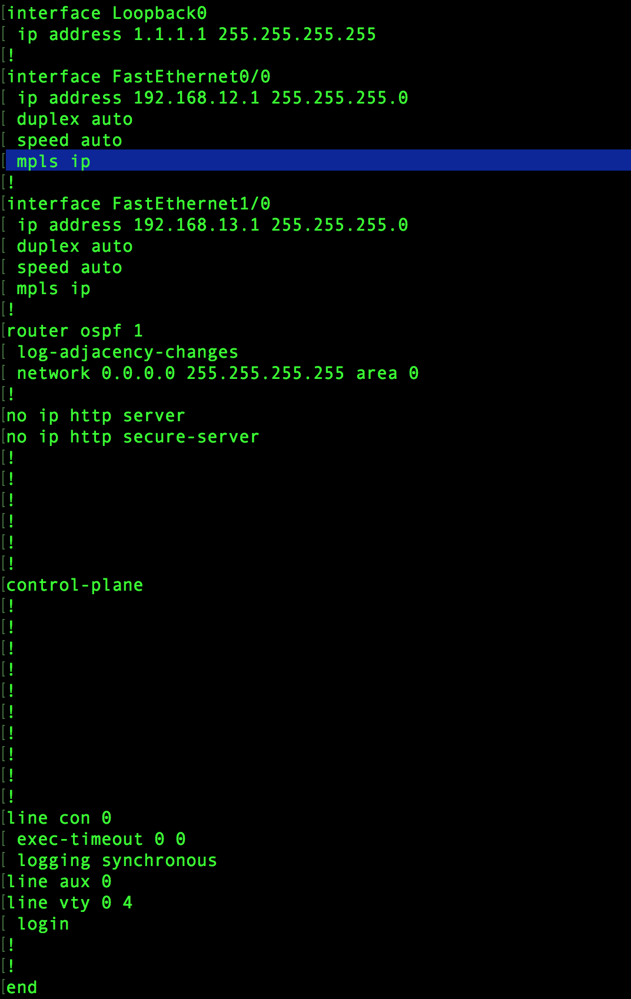 interface Loopback0
 ip address 1.1.1.1 255.255.255.255
!
interface FastEthernet0/0
 ip address 192.168.12.1 255.255.255.0
 duplex auto
 speed auto
 mpls ip
!
interface FastEthernet1/0
 ip address 192.168.13.1 255.255.255.0
 duplex auto
 speed auto
 mpls ip
!
router ospf 1
 log-adjacency-changes
 network 0.0.0.0 255.255.255.255 area 0
!
no ip http server
no ip http secure-server
!
!
!
!
!
!
control-plane
!
!
!
!
!
!
!
!
!
!
line con 0
 exec-timeout 0 0
 logging synchronous
line aux 0
line vty 0 4
 login
!
!
end